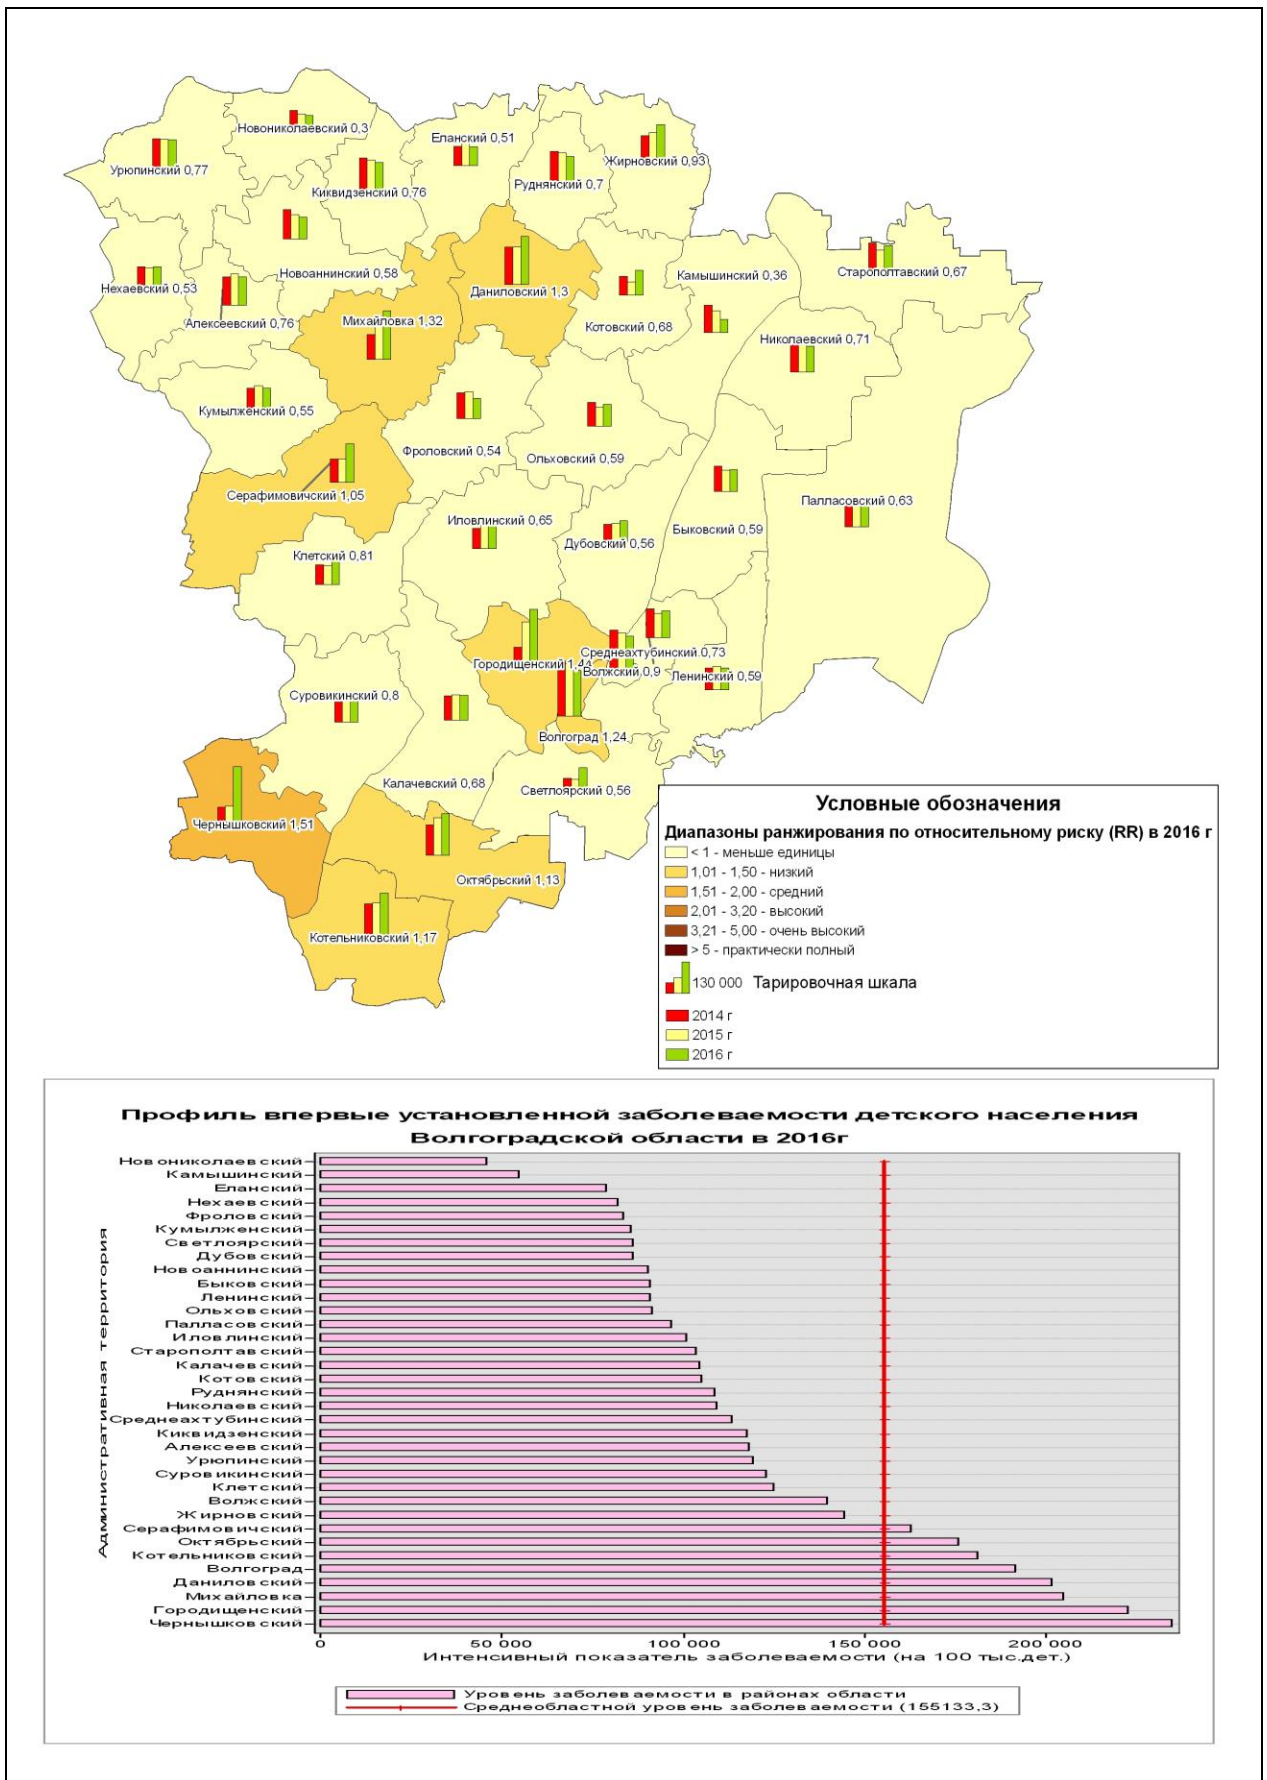 Новониколаевский 0,3
Еланский 0,51
Жирновский 0,93
Урюпинский 0,77
Руднянский 0,7
Киквидзенский 0,76
Старополтавский 0,67
Новоаннинский 0,58
Камышинский 0,36
Нехаевский 0,53
Даниловский 1,3
Алексеевский 0,76
Михайловка 1,32
Котовский 0,68
Николаевский 0,71
Кумылженский 0,55
Фроловский 0,54
Ольховский 0,59
Серафимовичский 1,05
Палласовский 0,63
Иловлинский 0,65
Быковский 0,59
Дубовский 0,56
Клетский 0,81
Среднеахтубинский 0,73
Городищенский 1,44
Волжский 0,9
Ленинский 0,59
Суровикинский 0,8
Волгоград 1,24
Калачевский 0,68
Светлоярский 0,56
Чернышковский 1,51
Октябрьский 1,13
Котельниковский 1,17
Условные обозначения
Диапазоны ранжирования по относительному риску (RR) в 2016 г
< 1 - меньше единицы
1,01 - 1,50 - низкий
1,51 - 2,00 - средний
2,01 - 3,20 - высокий
3,21 - 5,00 - очень высокий
> 5 - практически полный
130 000 Тарировочная шкала
2014 г
2015 г
2016 г
Профиль впервые установленной заболеваемости детского населения
Волгоградской области в 2016г
Административная территория
Новониколаевский
Камышинский
Еланский
Нехаевский
Фроловский
Кумылженский
Светлоярский
Дубовский
Новоаннинский
Быковский
Ленинский
Ольховский
Палласовский
Иловлинский
Старополтавский
Калачевский
Котовский
Руднянский
Николаевский
Среднеахтубинский
Киквидзенский
Алексеевский
Урюпинский
Суровикинский
Клетский
Волжский
Жирновский
Серафимовичский
Октябрьский
Котельниковский
Волгоград
Даниловский
Михайловка
Городищенский
Чернышковский
0 50 000 100 000 150 000 200 000
Интенсивный показатель заболеваемости (на 100 тыс.дет.)
Уровень заболеваемости в районах области
Среднеобластной уровень заболеваемости (155133,3)